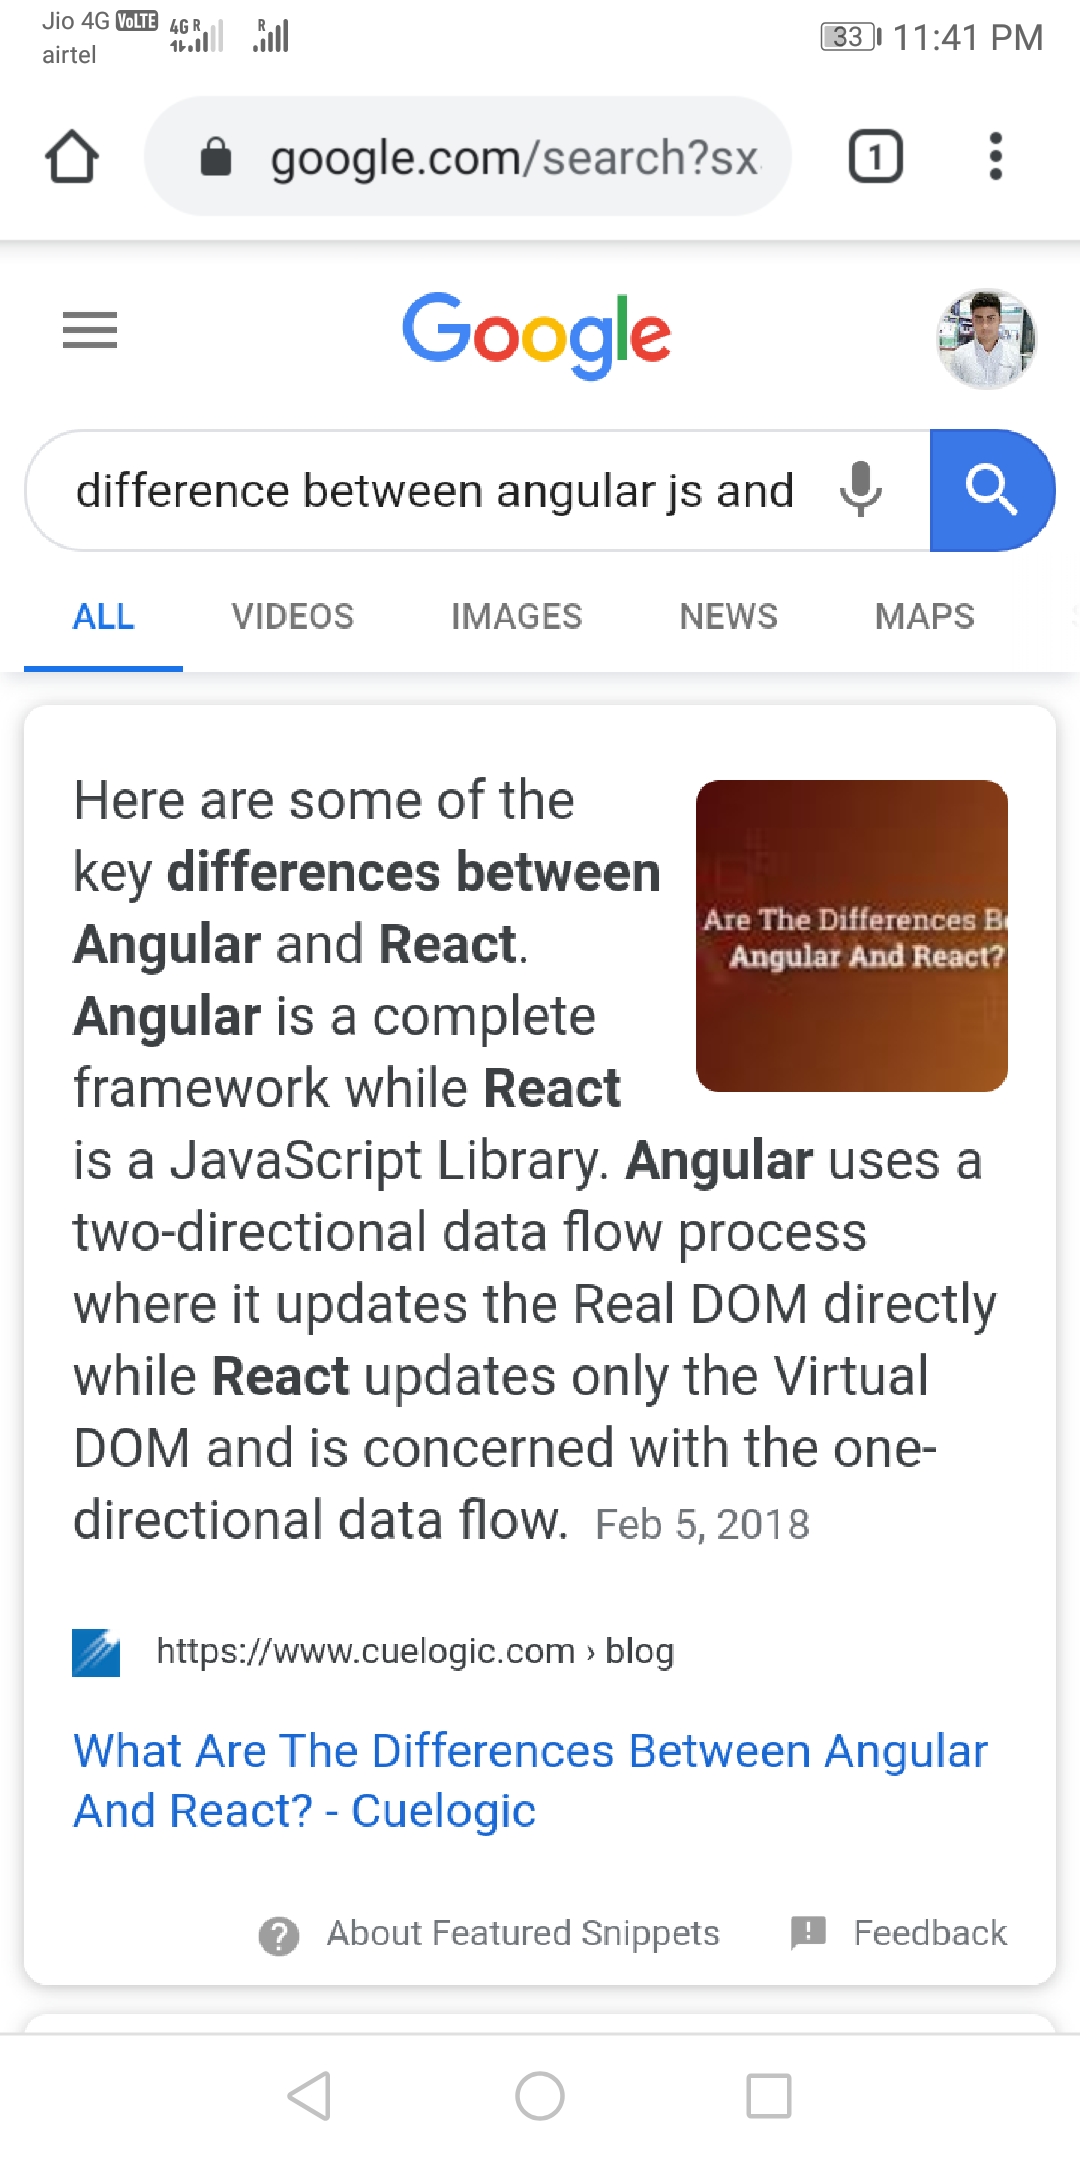 Jio 4G VoLTE 4G R R 33 11:41 PM
airtel
google.com/search?sx
1
Google
difference between angular js and
ALL VIDEOS IMAGES NEWS MAPS
Here are some of the
key differences between
Angular and React.
Angular is a complete
framework while React
is a JavaScript Library. Angular uses a
two-directional data flow process
where it updates the Real DOM directly
while React updates only the Virtual
DOM and is concerned with the one-
directional data flow. Feb 5, 2018
Are The Differences Be
Angular And React?
https://www.cuelogic.com › blog
What Are The Differences Between Angular
And React? - Cuelogic
About Featured Snippets Feedback